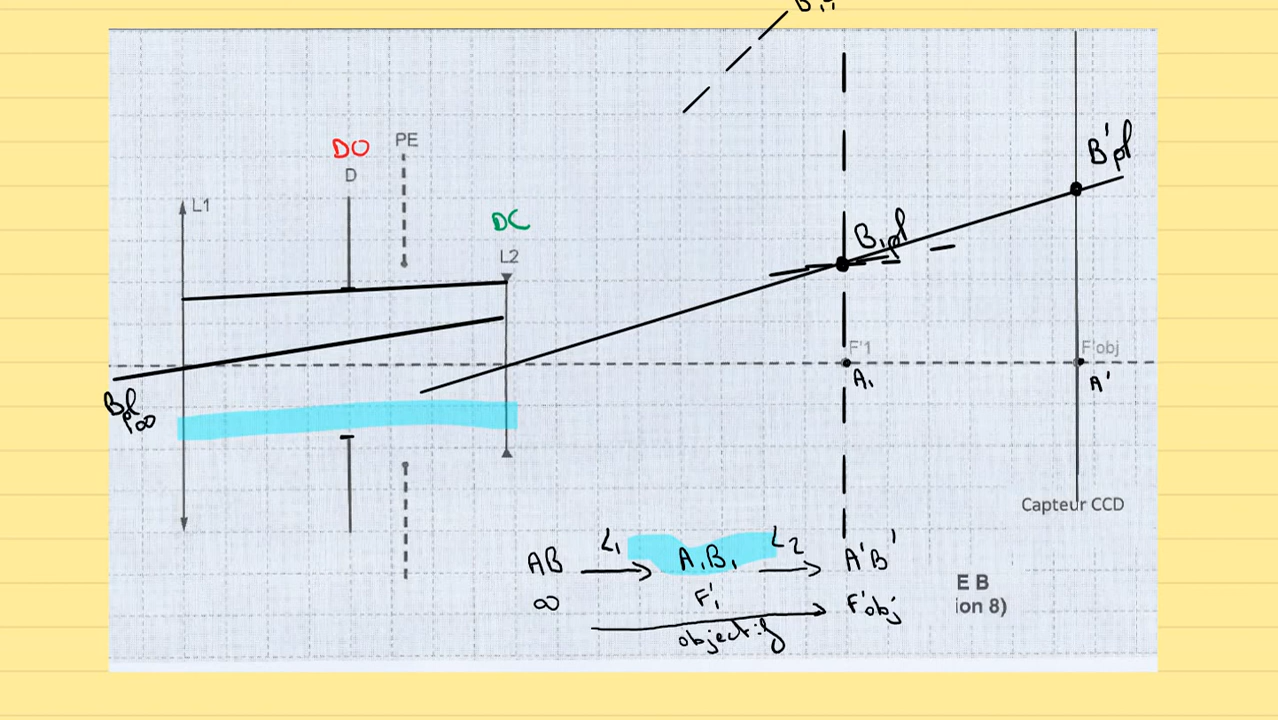 DO
PE
D
L1
DC
L2
B'pl
B₁pl
F'1
F'obj
A₁
A'
Bpl∞
Capteur CCD
AB L₁ A₁B₁ L₂ A'B'
∞ F'₁ F'obj
objectif
E B
ion 8)